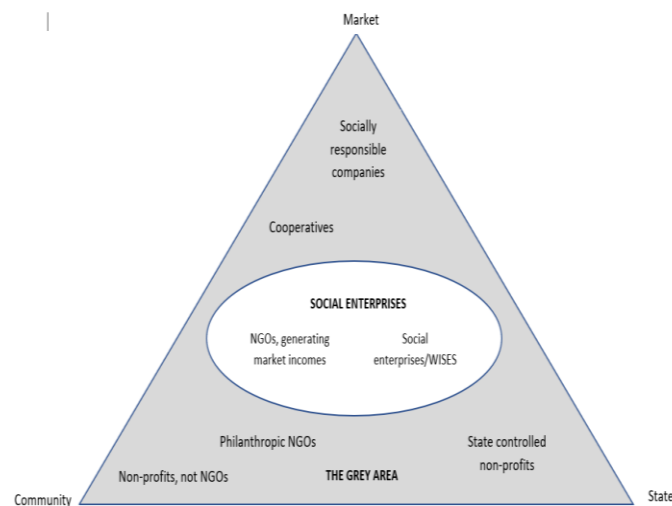 Market
Socially
responsible
companies
Cooperatives
SOCIAL ENTERPRISES
NGOs, generating
market incomes
Social
enterprises/WISES
Philanthropic NGOs
State controlled
non-profits
Non-profits, not NGOs
THE GREY AREA
Community
State